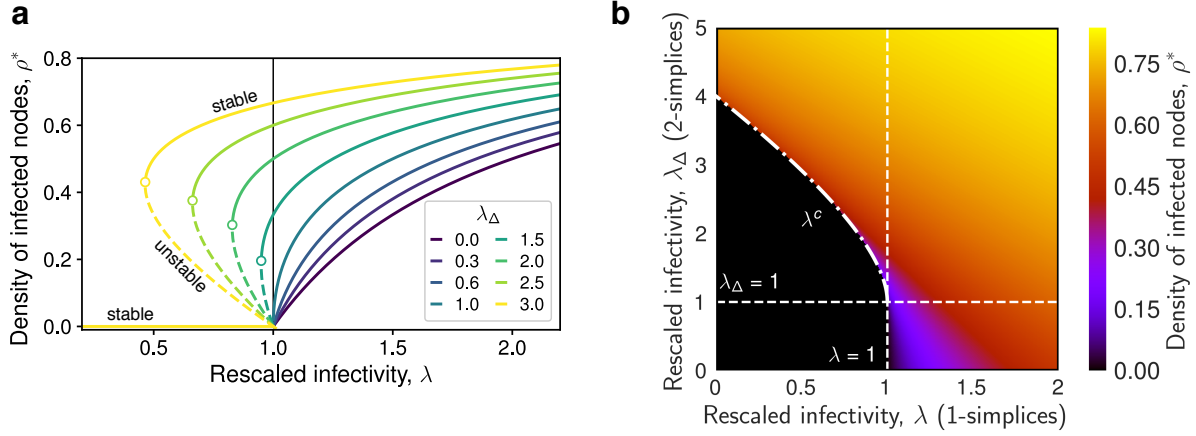 a
Density of infected nodes, ρ*
0.8
0.6
0.4
0.2
0.0
stable
unstable
stable
λ_Δ
0.0 1.5
0.3 2.0
0.6 2.5
1.0 3.0
0.5 1.0 1.5 2.0
Rescaled infectivity, λ
b
Rescaled infectivity, λ_Δ (2-simplices)
5
4
3
2
1
0
λ^c
λ_Δ = 1
λ = 1
0 0.5 1 1.5 2
Rescaled infectivity, λ (1-simplices)
0.75
0.60
0.45
0.30
0.15
0.00
Density of infected nodes, ρ*